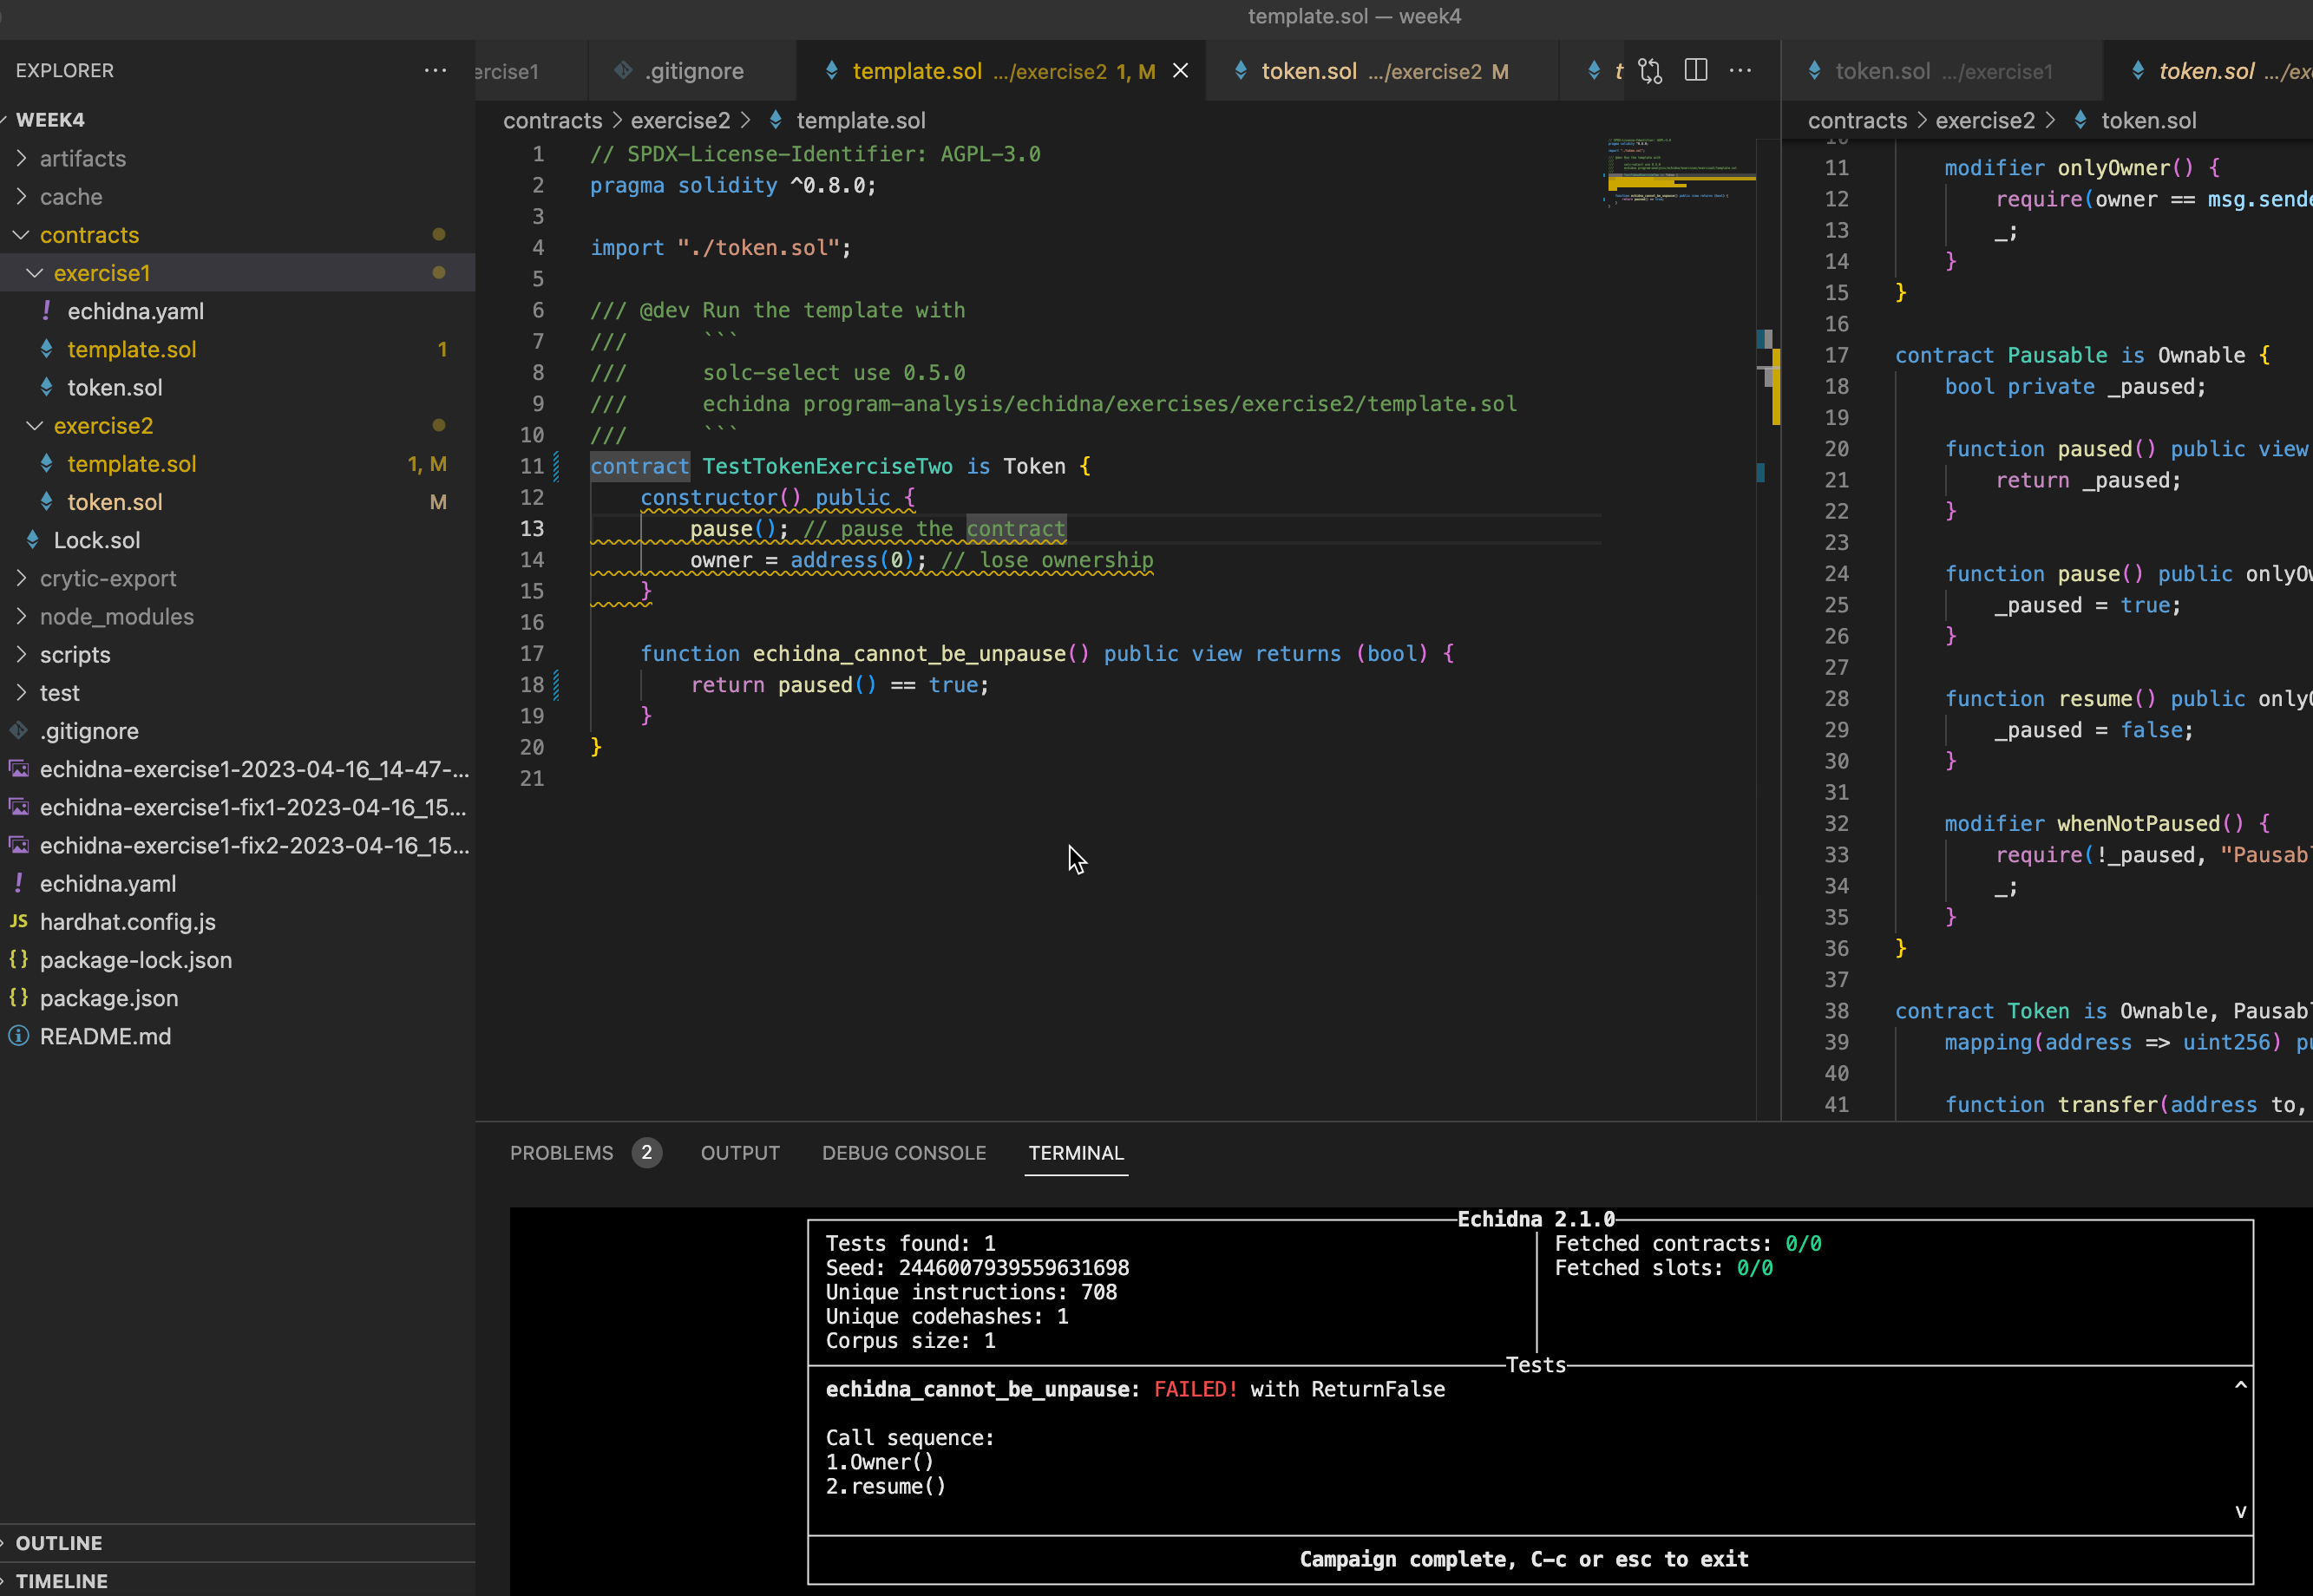 template.sol — week4
EXPLORER
WEEK4
artifacts
cache
contracts
exercise1
echidna.yaml
template.sol 1
token.sol
exercise2
template.sol 1, M
token.sol M
Lock.sol
crytic-export
node_modules
scripts
test
.gitignore
echidna-exercise1-2023-04-16_14-47-...
echidna-exercise1-fix1-2023-04-16_15...
echidna-exercise1-fix2-2023-04-16_15...
echidna.yaml
hardhat.config.js
package-lock.json
package.json
README.md
OUTLINE
TIMELINE
ercise1
.gitignore
template.sol .../exercise2 1, M
token.sol .../exercise2 M
t
contracts > exercise2 > template.sol
1 // SPDX-License-Identifier: AGPL-3.0
2 pragma solidity ^0.8.0;
3
4 import "./token.sol";
5
6 /// @dev Run the template with
7 /// ```
8 /// solc-select use 0.5.0
9 /// echidna program-analysis/echidna/exercises/exercise2/template.sol
10 /// ```
11 contract TestTokenExerciseTwo is Token {
12 constructor() public {
13 pause(); // pause the contract
14 owner = address(0); // lose ownership
15 }
16
17 function echidna_cannot_be_unpause() public view returns (bool) {
18 return paused() == true;
19 }
20 }
21
token.sol .../exercise1
token.sol .../ex
contracts > exercise2 > token.sol
10
11 modifier onlyOwner() {
12 require(owner == msg.sende
13 _;
14 }
15 }
16
17 contract Pausable is Ownable {
18 bool private _paused;
19
20 function paused() public view
21 return _paused;
22 }
23
24 function pause() public onlyOw
25 _paused = true;
26 }
27
28 function resume() public onlyO
29 _paused = false;
30 }
31
32 modifier whenNotPaused() {
33 require(!_paused, "Pausab
34 _;
35 }
36 }
37
38 contract Token is Ownable, Pausab
39 mapping(address => uint256) pu
40
41 function transfer(address to,
PROBLEMS 2 OUTPUT DEBUG CONSOLE TERMINAL
Echidna 2.1.0
Tests found: 1
Seed: 2446007939559631698
Unique instructions: 708
Unique codehashes: 1
Corpus size: 1
Fetched contracts: 0/0
Fetched slots: 0/0
Tests
echidna_cannot_be_unpause: FAILED! with ReturnFalse
Call sequence:
1.Owner()
2.resume()
Campaign complete, C-c or esc to exit